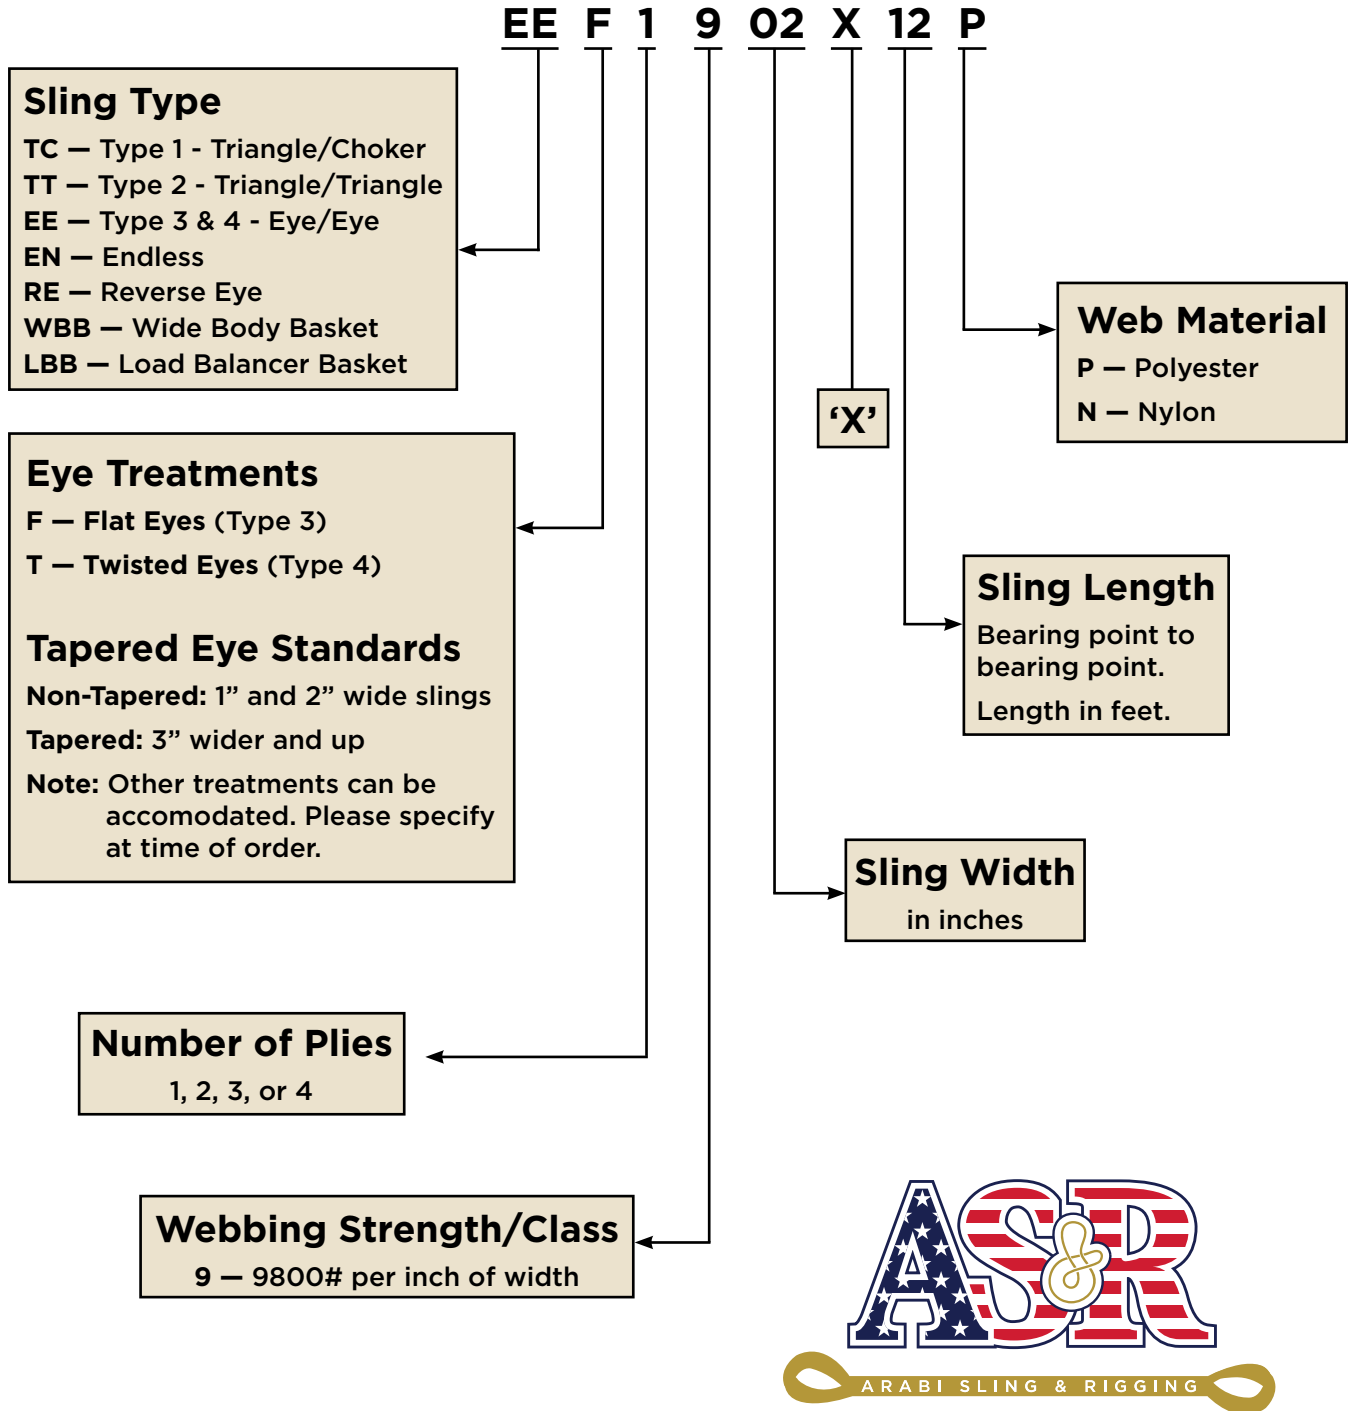 EE F 1 9 02 X 12 P
Sling Type
TC — Type 1 - Triangle/Choker
TT — Type 2 - Triangle/Triangle
EE — Type 3 & 4 - Eye/Eye
EN — Endless
RE — Reverse Eye
WBB — Wide Body Basket
LBB — Load Balancer Basket
Web Material
P — Polyester
N — Nylon
‘X’
Eye Treatments
F — Flat Eyes (Type 3)
T — Twisted Eyes (Type 4)
Tapered Eye Standards
Non-Tapered: 1” and 2” wide slings
Tapered: 3” wider and up
Note: Other treatments can be
accomodated. Please specify
at time of order.
Sling Length
Bearing point to
bearing point.
Length in feet.
Sling Width
in inches
Number of Plies
1, 2, 3, or 4
Webbing Strength/Class
9 — 9800# per inch of width
AS&R
ARABI SLING & RIGGING